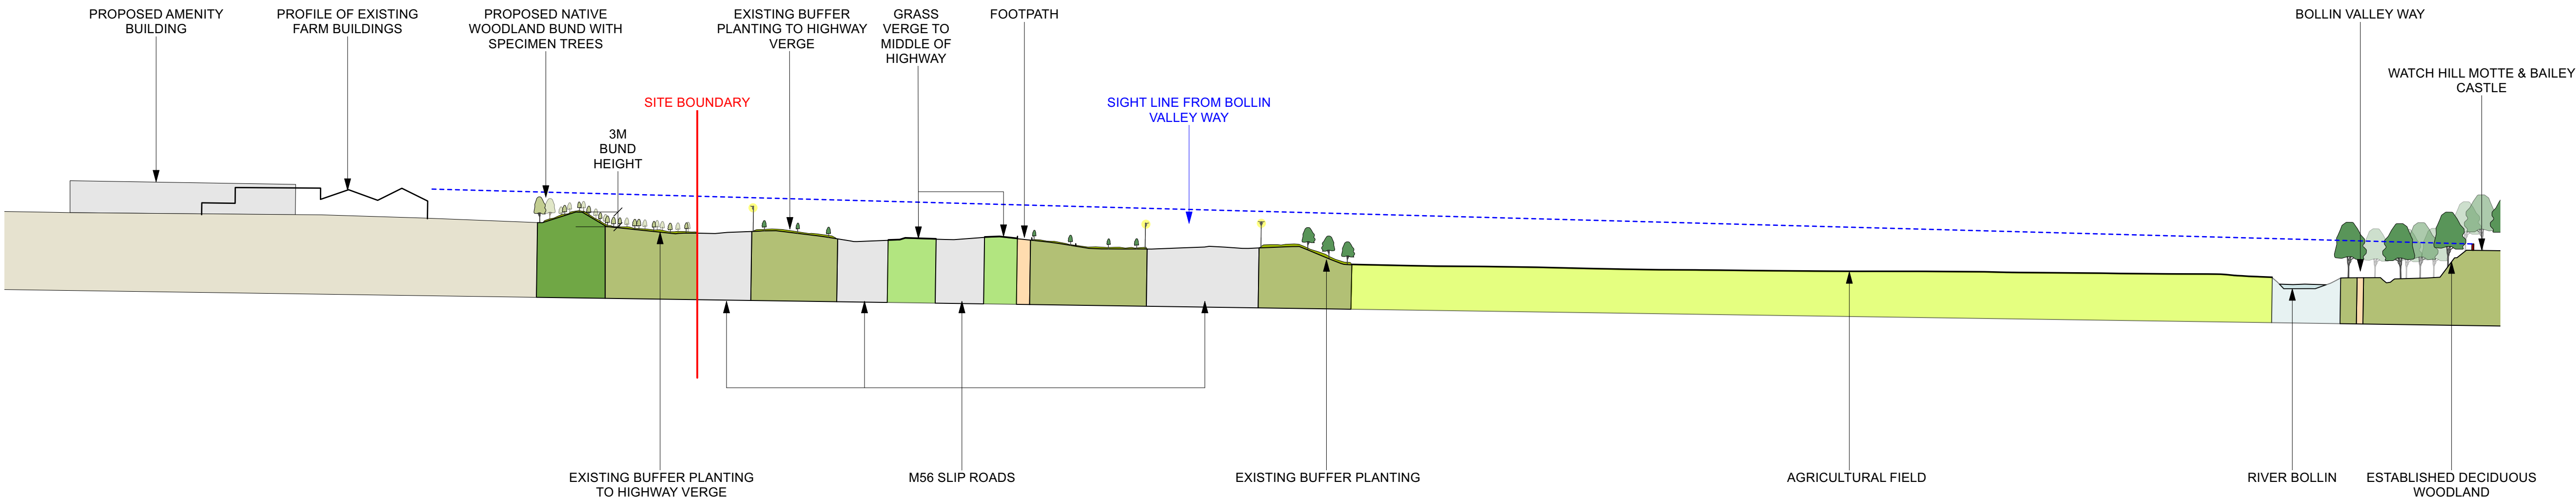 PROPOSED AMENITY
BUILDING
PROFILE OF EXISTING
FARM BUILDINGS
PROPOSED NATIVE
WOODLAND BUND WITH
SPECIMEN TREES
EXISTING BUFFER
PLANTING TO HIGHWAY
VERGE
GRASS
VERGE TO
MIDDLE OF
HIGHWAY
FOOTPATH
BOLLIN VALLEY WAY
WATCH HILL MOTTE & BAILEY
CASTLE
SITE BOUNDARY
SIGHT LINE FROM BOLLIN
VALLEY WAY
3M
BUND
HEIGHT
EXISTING BUFFER PLANTING
TO HIGHWAY VERGE
M56 SLIP ROADS
EXISTING BUFFER PLANTING
AGRICULTURAL FIELD
RIVER BOLLIN
ESTABLISHED DECIDUOUS
WOODLAND